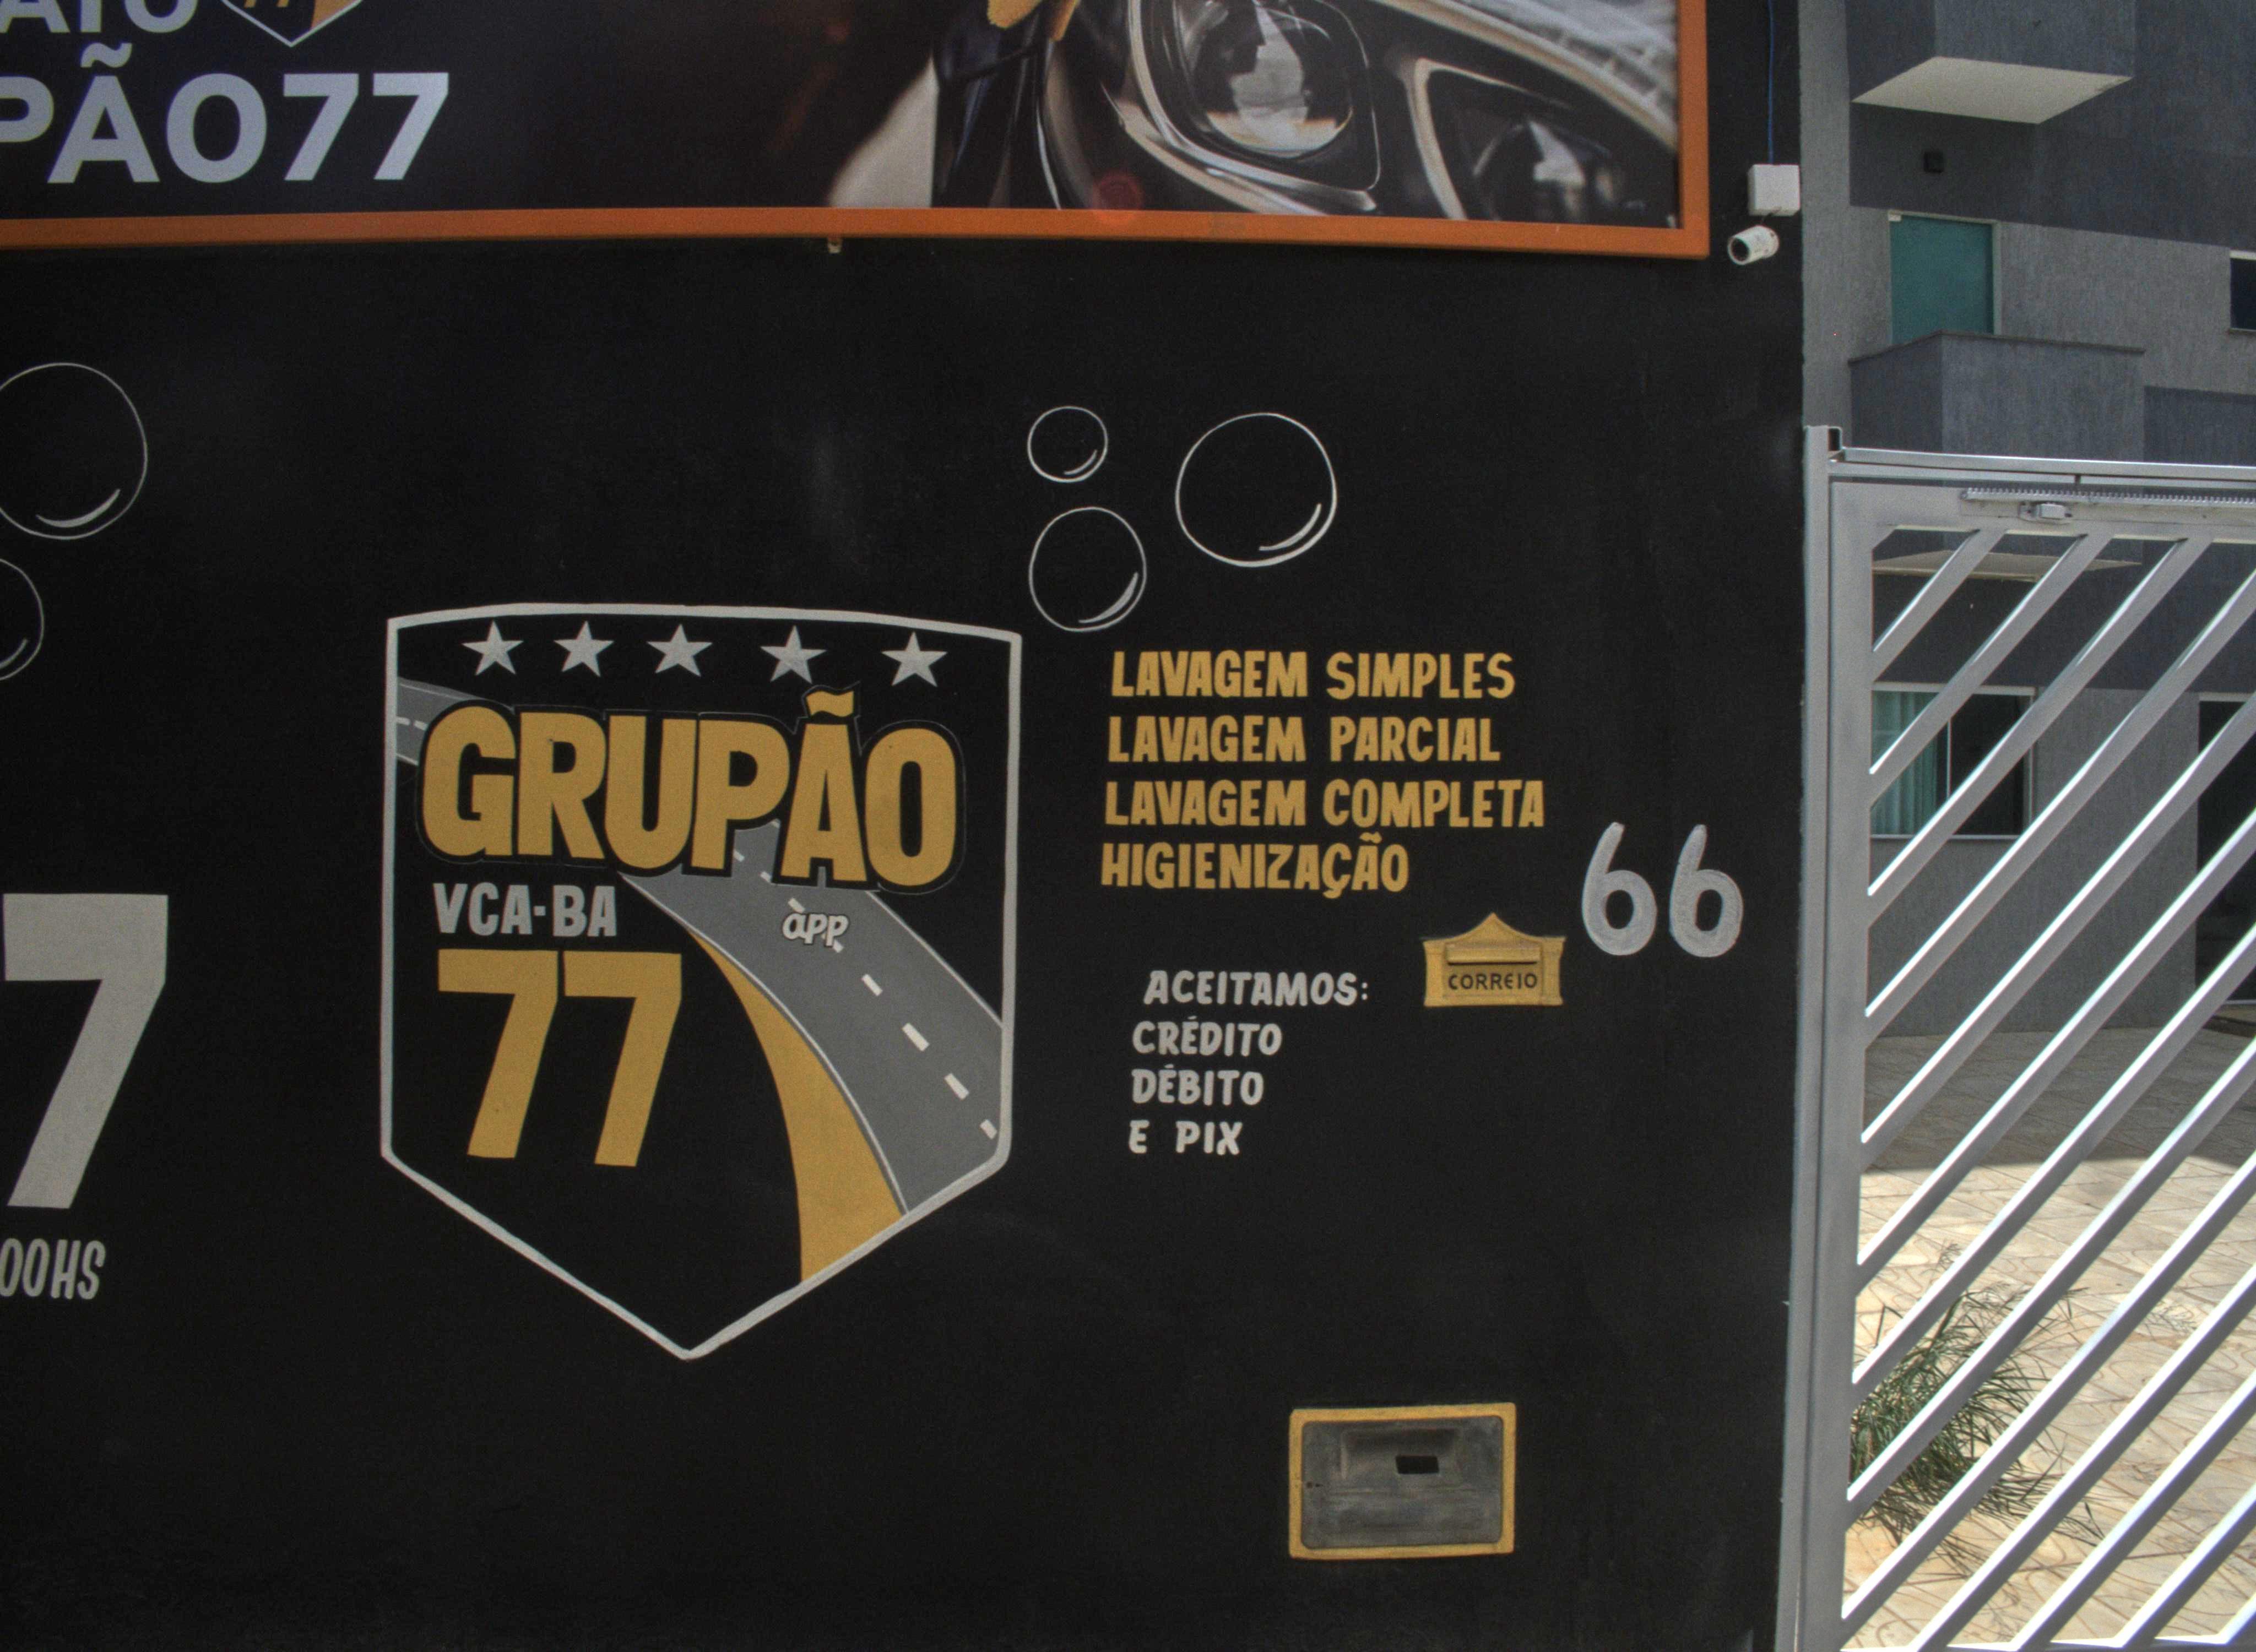 PÃO77
GRUPÃO
VCA-BA
app
77
LAVAGEM SIMPLES
LAVAGEM PARCIAL
LAVAGEM COMPLETA
HIGIENIZAÇÃO
66
CORREIO
ACEITAMOS:
CRÉDITO
DÉBITO
E PIX
7
00HS